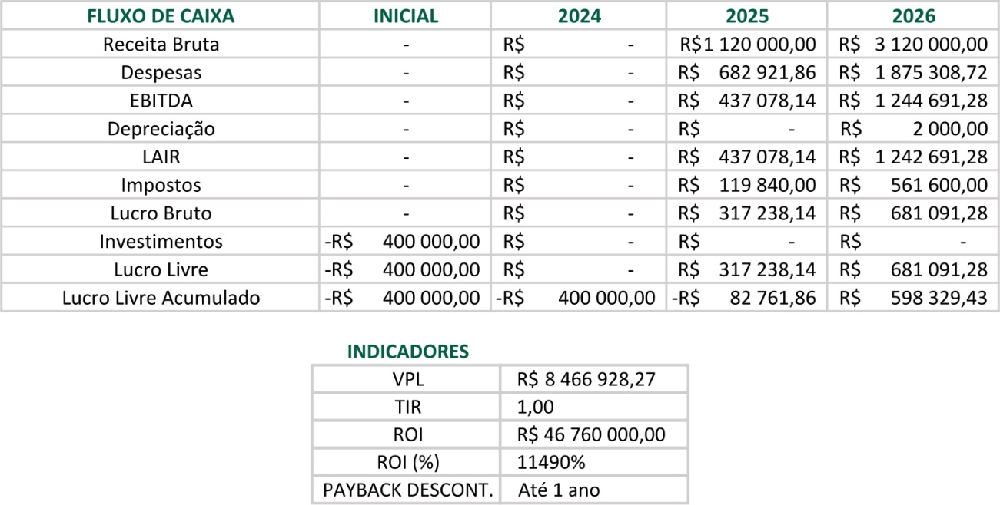 FLUXO DE CAIXA INICIAL 2024 2025 2026
Receita Bruta - R$ - R$1 120 000,00 R$ 3 120 000,00
Despesas - R$ - R$ 682 921,86 R$ 1 875 308,72
EBITDA - R$ - R$ 437 078,14 R$ 1 244 691,28
Depreciação - R$ - R$ - R$ 2 000,00
LAIR - R$ - R$ 437 078,14 R$ 1 242 691,28
Impostos - R$ - R$ 119 840,00 R$ 561 600,00
Lucro Bruto - R$ - R$ 317 238,14 R$ 681 091,28
Investimentos -R$ 400 000,00 R$ - R$ - R$ -
Lucro Livre -R$ 400 000,00 R$ - R$ 317 238,14 R$ 681 091,28
Lucro Livre Acumulado -R$ 400 000,00 -R$ 400 000,00 -R$ 82 761,86 R$ 598 329,43
INDICADORES
VPL R$ 8 466 928,27
TIR 1,00
ROI R$ 46 760 000,00
ROI (%) 11490%
PAYBACK DESCONT. Até 1 ano